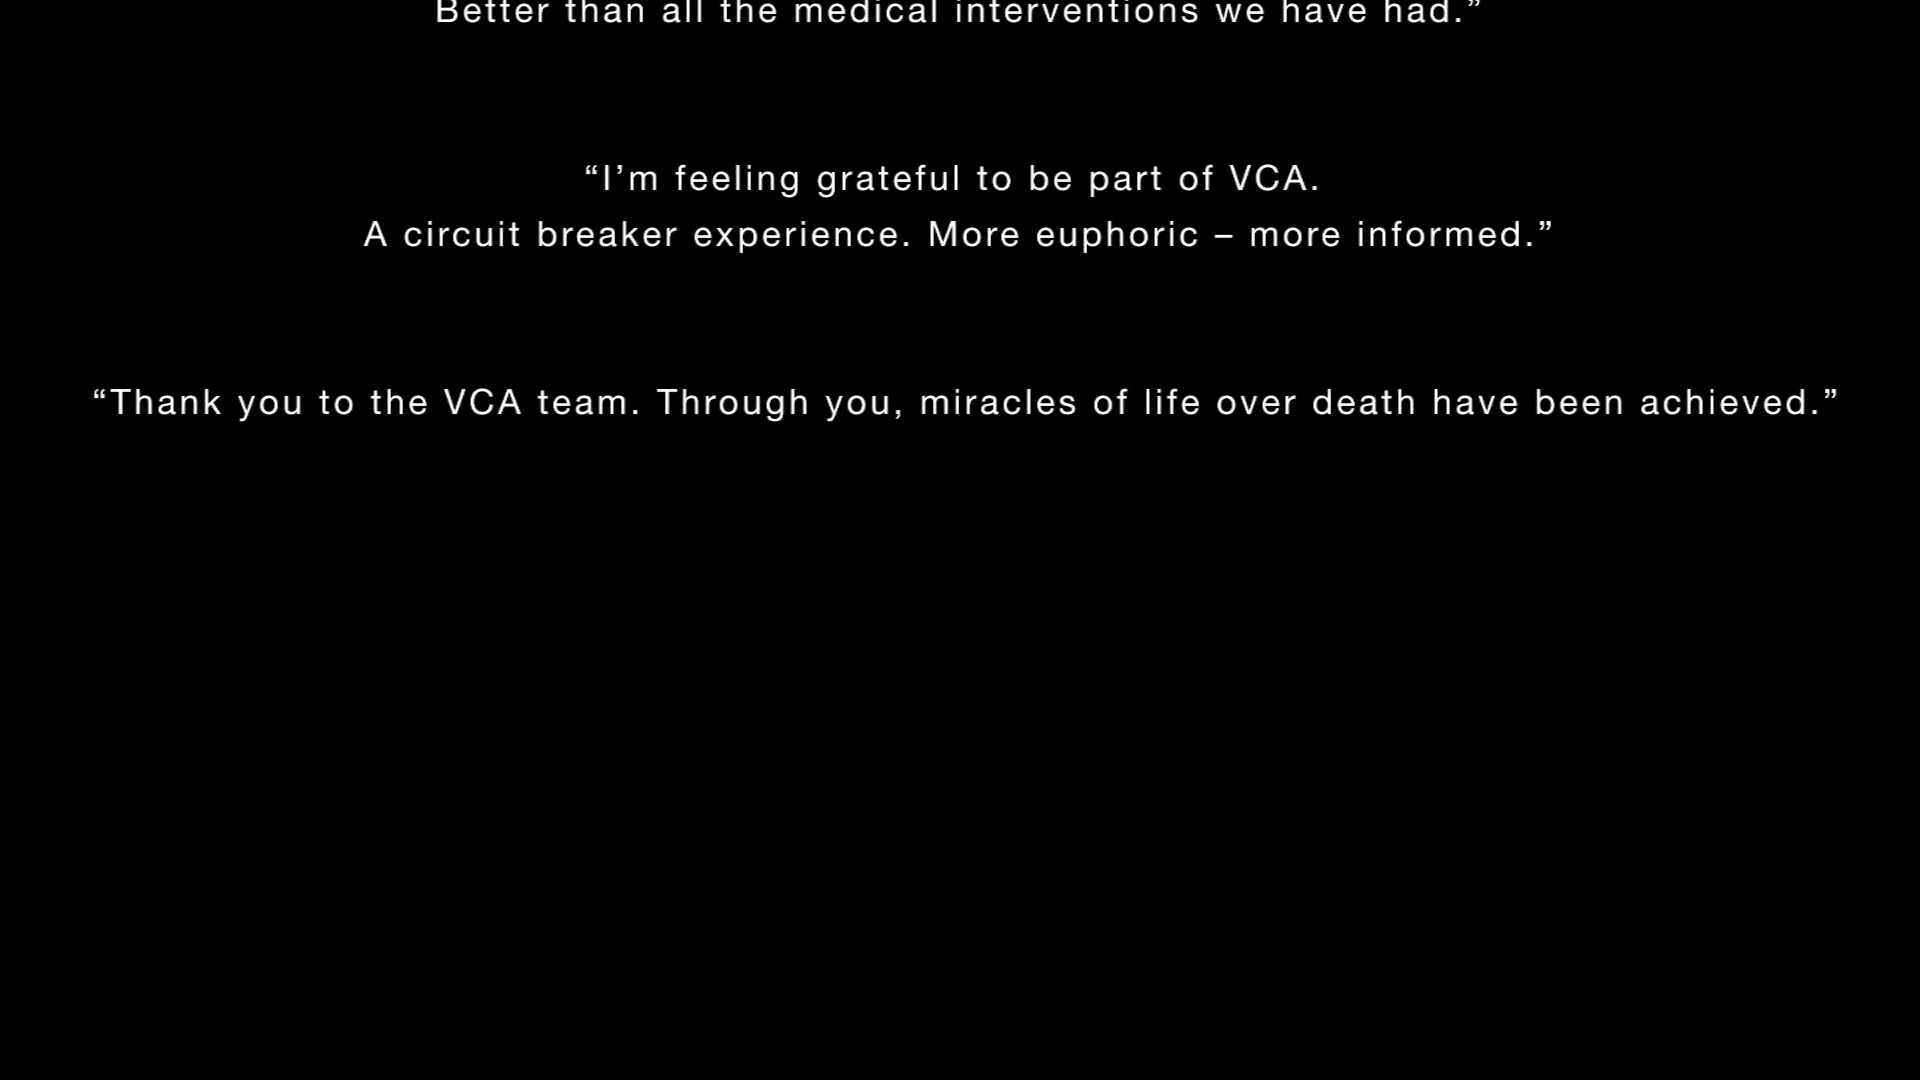 Better than all the medical interventions we have had.”
“I’m feeling grateful to be part of VCA.
A circuit breaker experience. More euphoric – more informed.”
“Thank you to the VCA team. Through you, miracles of life over death have been achieved.”